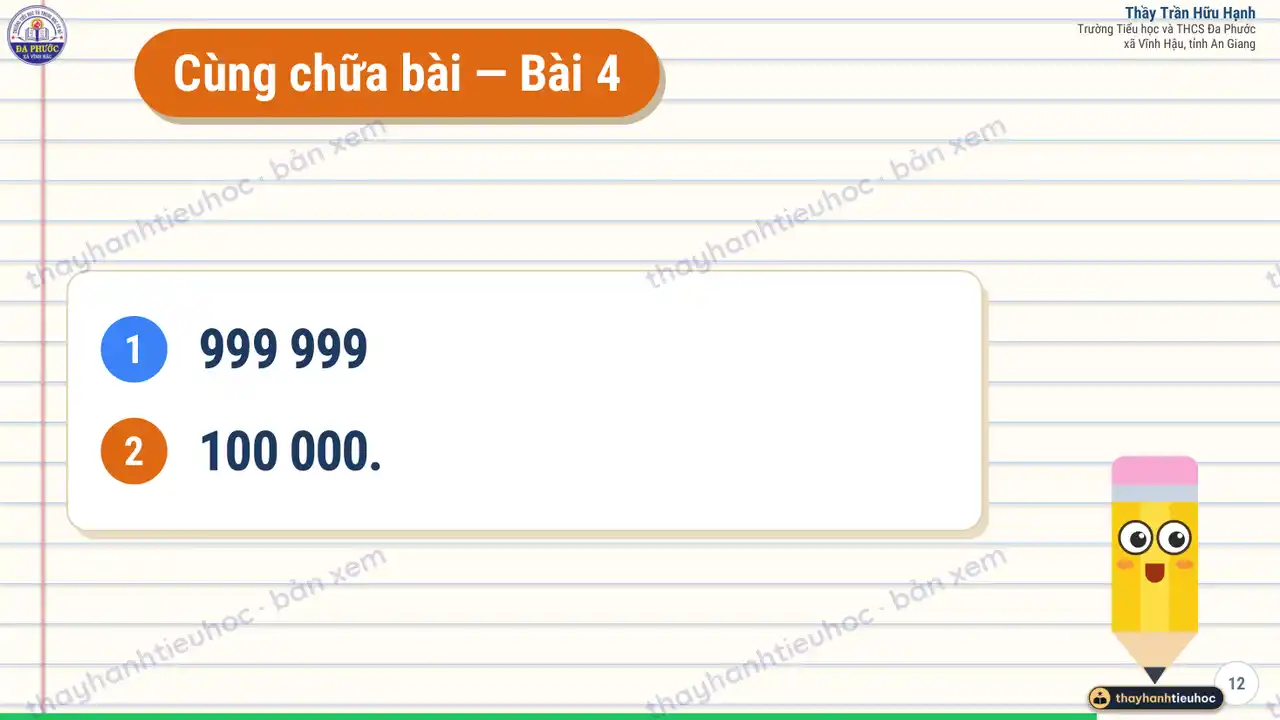 Thầy Trần Hữu Hạnh
Trường Tiểu học và THCS Đa Phước
xã Vĩnh Hậu, tỉnh An Giang
ĐA PHƯỚC
Cùng chữa bài – Bài 4
thayhanhtieuhoc · bản xem
thayhanhtieuhoc · bản xem
1 999 999
2 100 000.
thayhanhtieuhoc · bản xem
thayhanhtieuhoc · bản xem
12
thayhanhtieuhoc